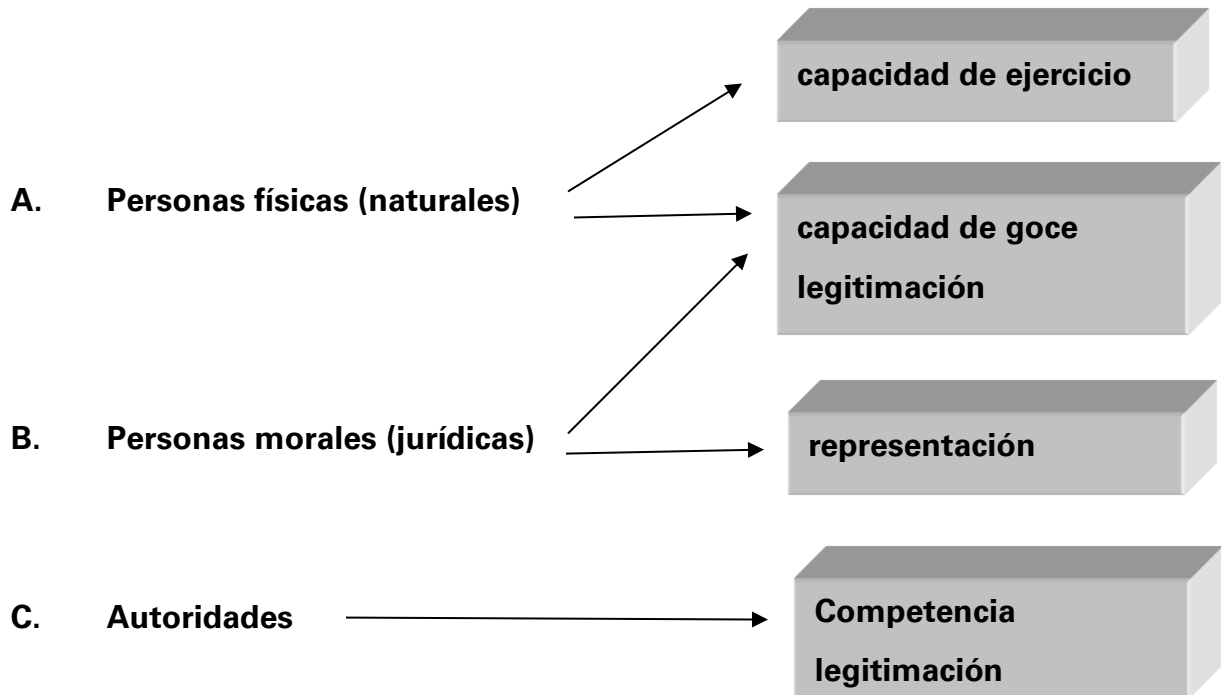 capacidad de ejercicio
A. Personas físicas (naturales)
capacidad de goce
legitimación
B. Personas morales (jurídicas)
representación
C. Autoridades
Competencia
legitimación